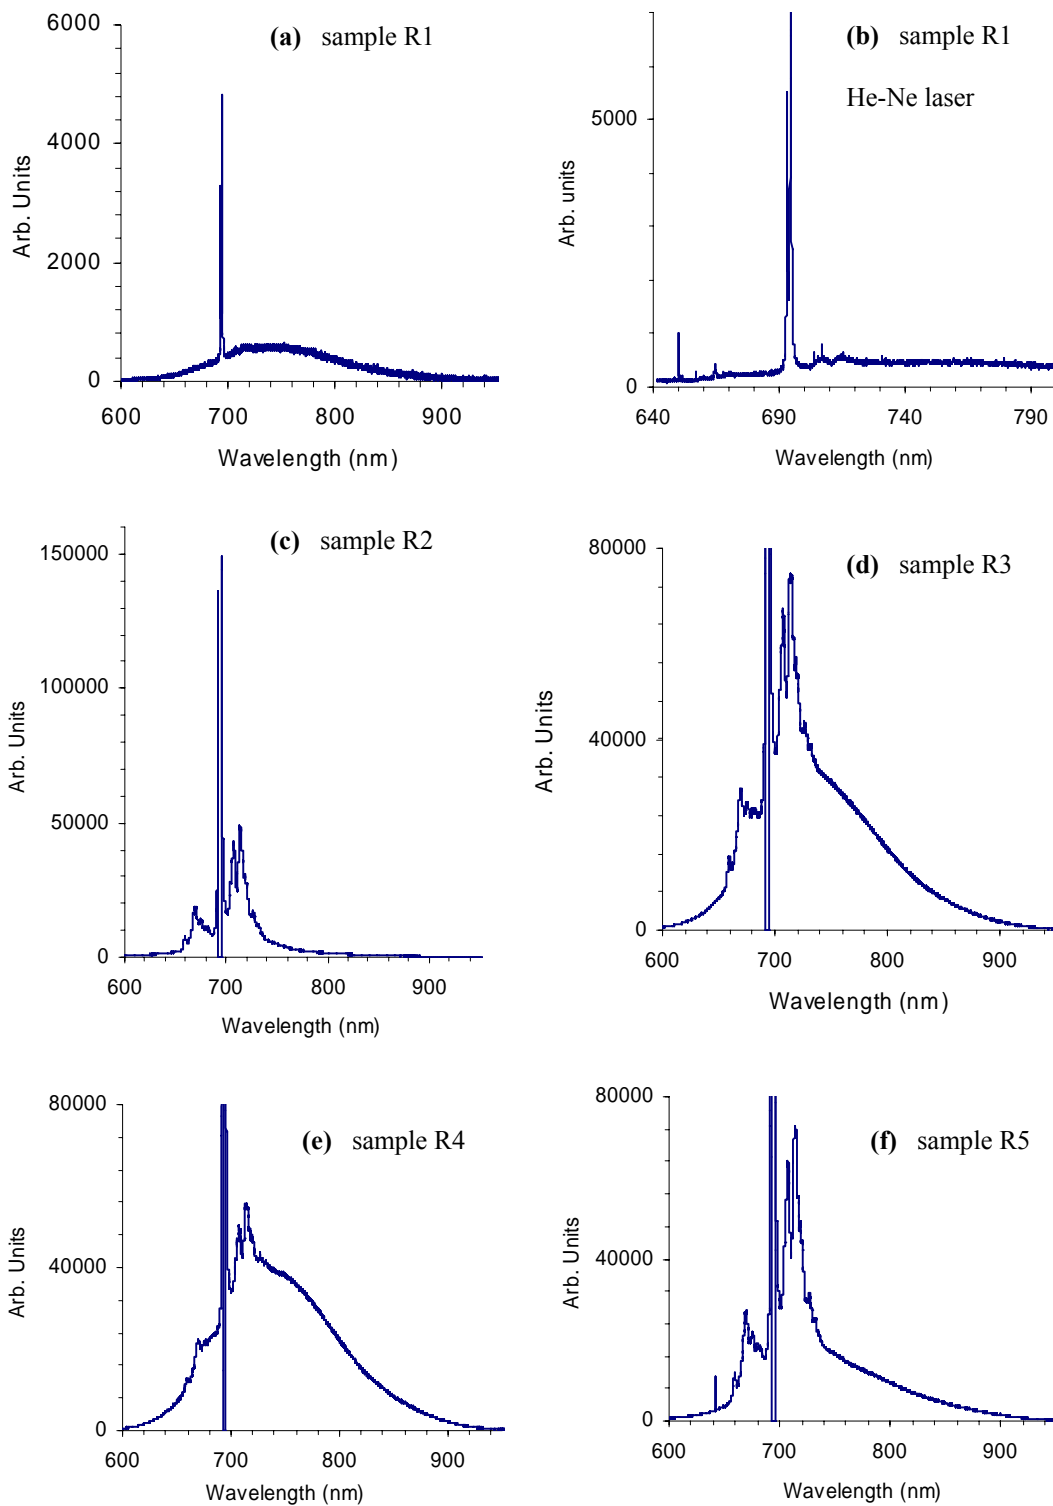 (a) sample R1
6000
4000
2000
0
600 700 800 900
Arb. Units
Wavelength (nm)
(b) sample R1
He-Ne laser
5000
0
640 690 740 790
Arb. units
Wavelength (nm)
(c) sample R2
150000
100000
50000
0
600 700 800 900
Arb. Units
Wavelength (nm)
(d) sample R3
80000
40000
0
600 700 800 900
Arb. Units
Wavelength (nm)
(e) sample R4
80000
40000
0
600 700 800 900
Arb. Units
Wavelength (nm)
(f) sample R5
80000
40000
0
600 700 800 900
Arb. Units
Wavelength (nm)